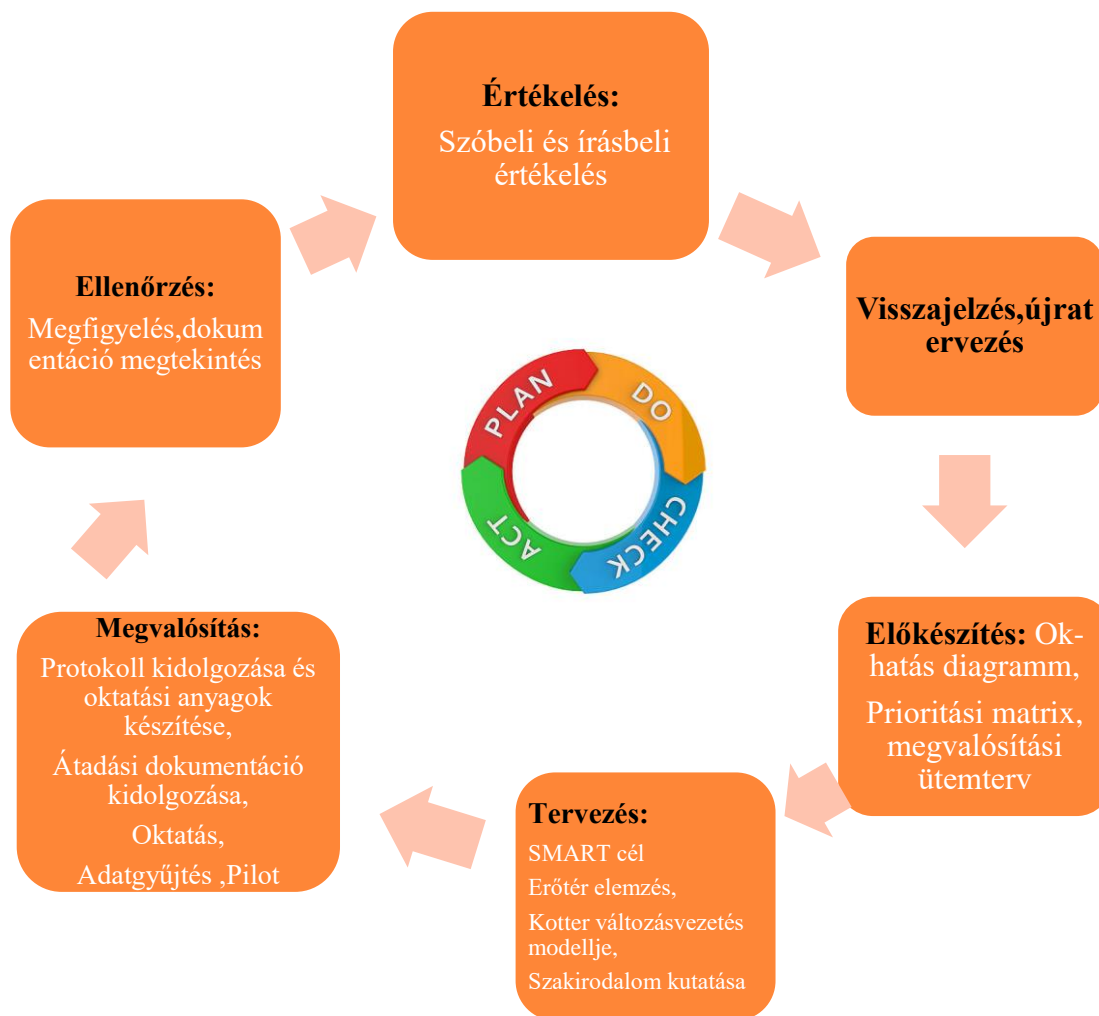 Értékelés:
Szóbeli és írásbeli
értékelés
Visszajelzés,újrat
ervezés
Előkészítés: Ok-
hatás diagramm,
Prioritási matrix,
megvalósítási
ütemterv
Tervezés:
SMART cél
Erőtér elemzés,
Kotter változásvezetés
modellje,
Szakirodalom kutatása
Megvalósítás:
Protokoll kidolgozása és
oktatási anyagok
készítése,
Átadási dokumentáció
kidolgozása,
Oktatás,
Adatgyűjtés ,Pilot
Ellenőrzés:
Megfigyelés,dokum
entáció megtekintés
PLAN
DO
CHECK
ACT